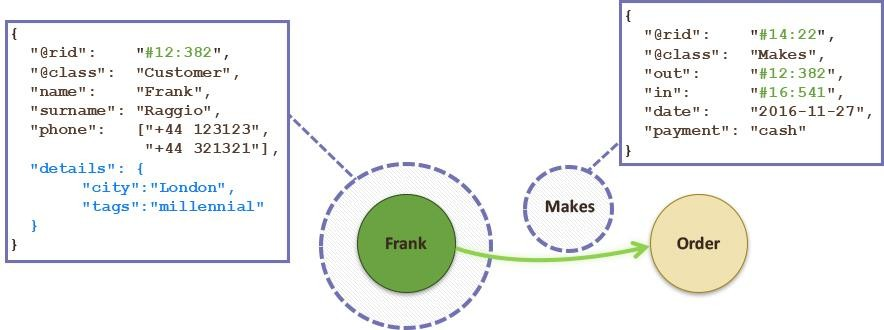 {
"@rid": "#12:382",
"@class": "Customer",
"name": "Frank",
"surname": "Raggio",
"phone": ["+44 123123",
"+44 321321"],
"details": {
"city":"London",
"tags":"millennial"
}
}
{
"@rid": "#14:22",
"@class": "Makes",
"out": "#12:382",
"in": "#16:541",
"date": "2016-11-27",
"payment": "cash"
}
Frank
Makes
Order